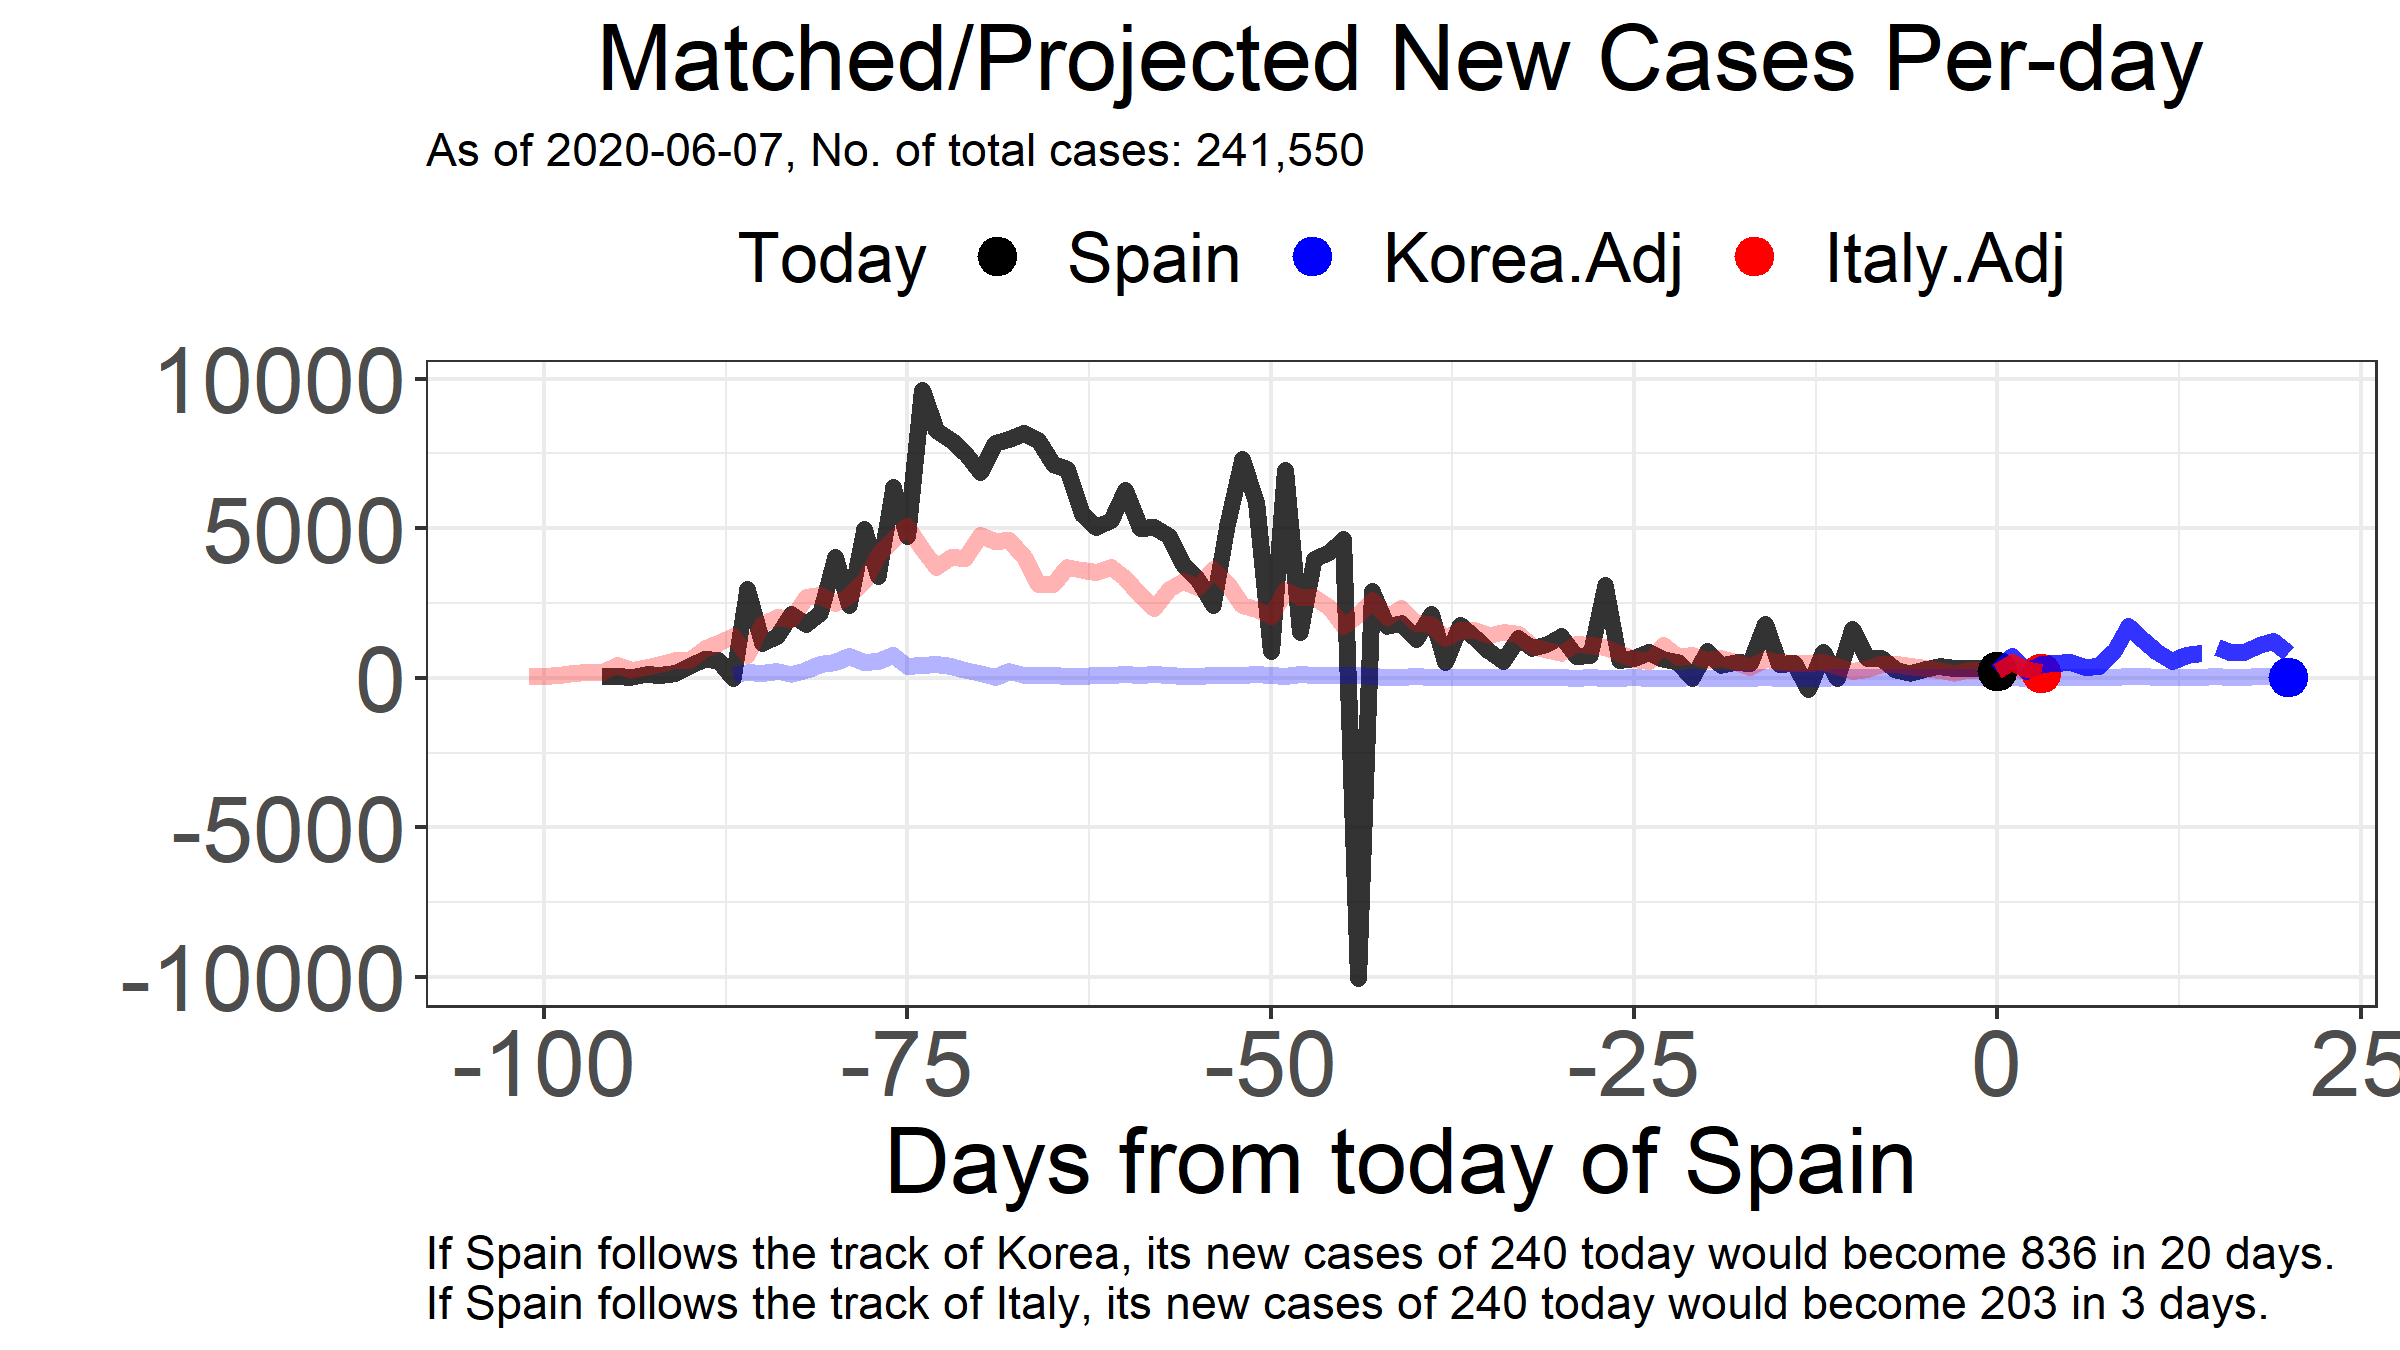 Matched/Projected New Cases Per-day
As of 2020-06-07, No. of total cases: 241,550
Today Spain Korea.Adj Italy.Adj
10000
5000
0
-5000
-10000
-100 -75 -50 -25 0 25
Days from today of Spain
If Spain follows the track of Korea, its new cases of 240 today would become 836 in 20 days.
If Spain follows the track of Italy, its new cases of 240 today would become 203 in 3 days.